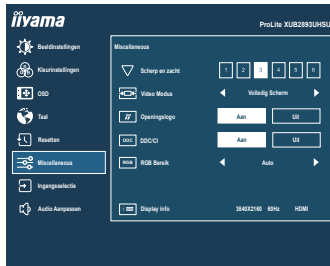 iiyama
ProLite XUB2893UHSU
Beeldinstellingen
Kleurinstellingen
OSD
Taal
Resetten
Miscellaneous
Ingangsselectie
Audio Aanpassen
Miscellaneous
Scherp en zacht 1 2 3 4 5 6
Video Modus Volledig Scherm
Openingslogo Aan Uit
DDC DDC/CI Aan Uit
RGB RGB Bereik Auto
Display info 3840X2160 60Hz HDMI